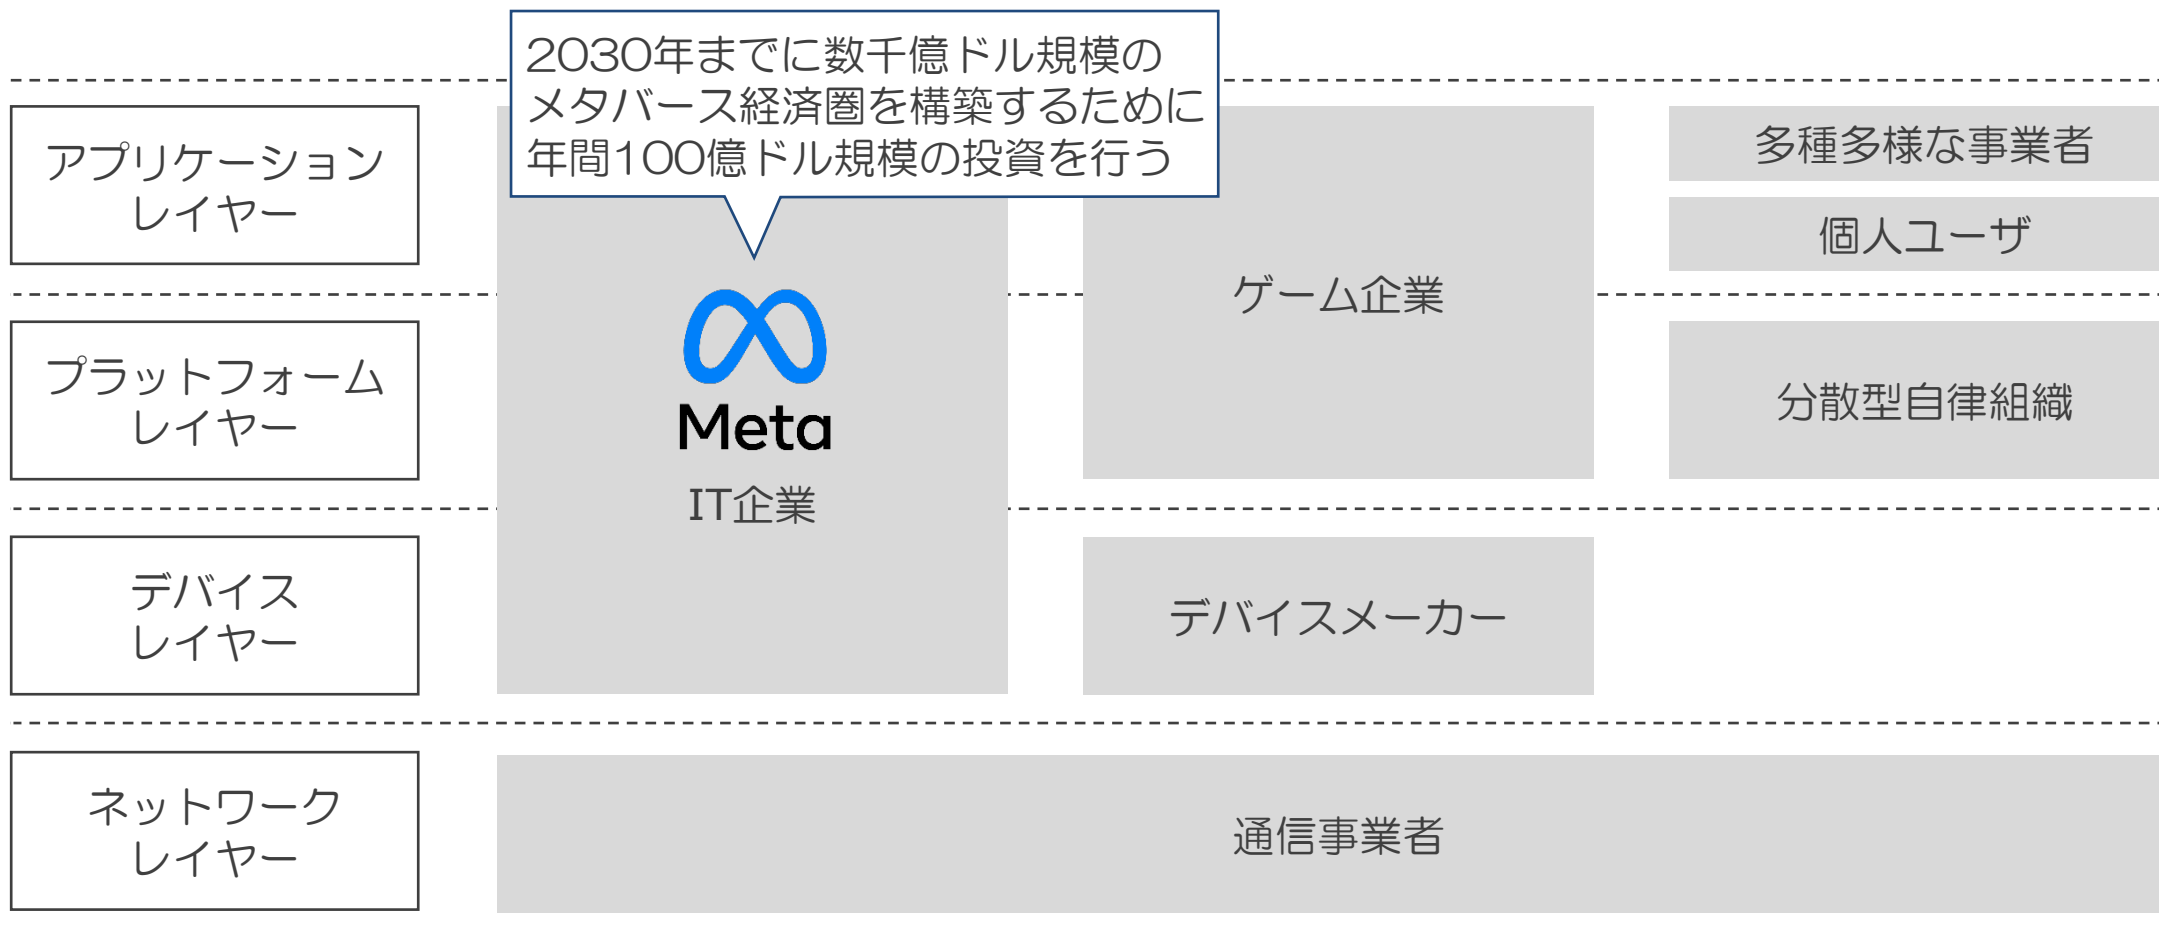 2030年までに数千億ドル規模の
メタバース経済圏を構築するために
年間100億ドル規模の投資を行う
アプリケーション
レイヤー
多種多様な事業者
個人ユーザ
ゲーム企業
プラットフォーム
レイヤー
Meta
IT企業
分散型自律組織
デバイス
レイヤー
デバイスメーカー
ネットワーク
レイヤー
通信事業者